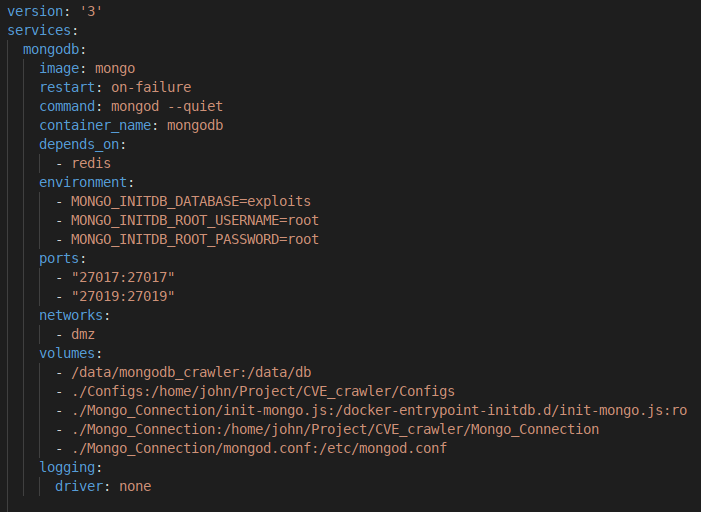 version: '3'
services:
  mongodb:
    image: mongo
    restart: on-failure
    command: mongod --quiet
    container_name: mongodb
    depends_on:
      - redis
    environment:
      - MONGO_INITDB_DATABASE=exploits
      - MONGO_INITDB_ROOT_USERNAME=root
      - MONGO_INITDB_ROOT_PASSWORD=root
    ports:
      - "27017:27017"
      - "27019:27019"
    networks:
      - dmz
    volumes:
      - /data/mongodb_crawler:/data/db
      - ./Configs:/home/john/Project/CVE_crawler/Configs
      - ./Mongo_Connection/init-mongo.js:/docker-entrypoint-initdb.d/init-mongo.js:ro
      - ./Mongo_Connection:/home/john/Project/CVE_crawler/Mongo_Connection
      - ./Mongo_Connection/mongod.conf:/etc/mongod.conf
    logging:
      driver: none